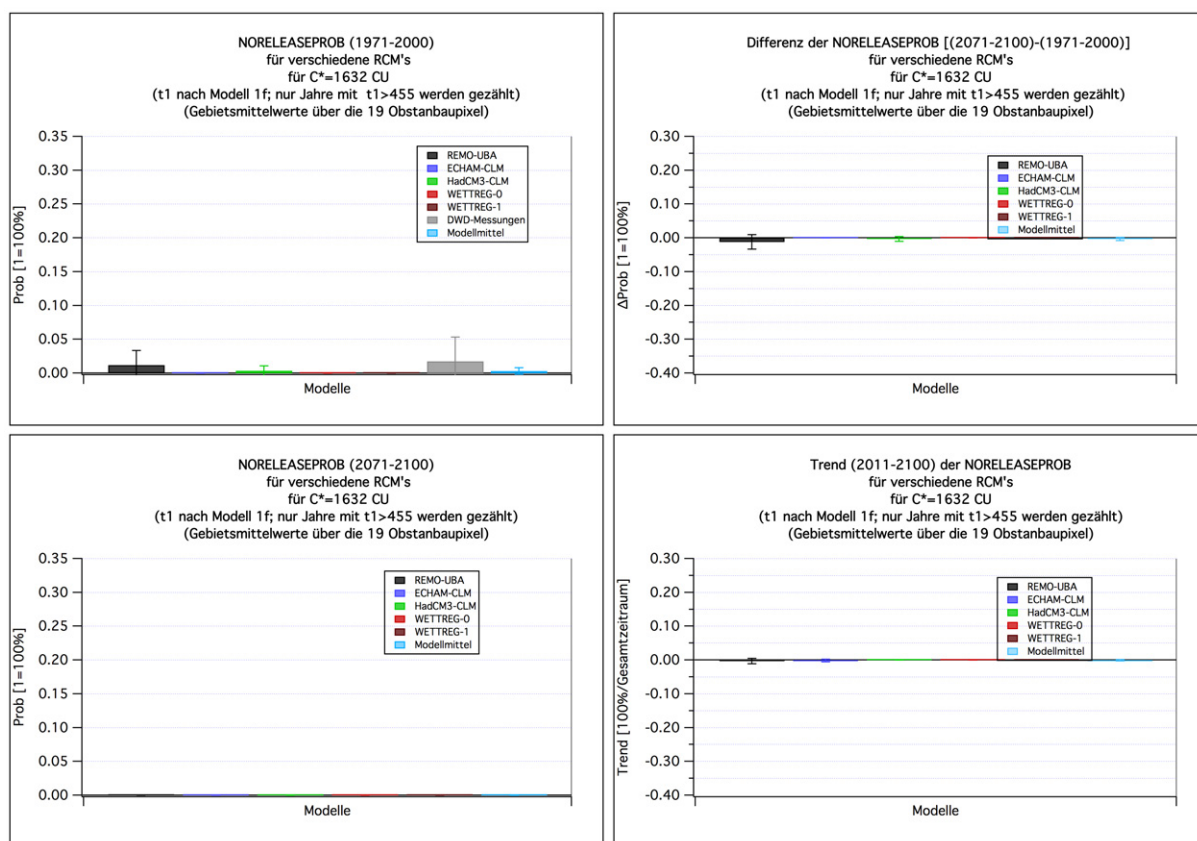 NORELEASEPROB (1971-2000)
für verschiedene RCM's
für C*=1632 CU
(t1 nach Modell 1f; nur Jahre mit t1>455 werden gezählt)
(Gebietsmittelwerte über die 19 Obstanbaupixel)
0.35
0.30
0.25
0.20
0.15
0.10
0.05
0.00
Prob [1=100%]
REMO-UBA
ECHAM-CLM
HadCM3-CLM
WETTREG-0
WETTREG-1
DWD-Messungen
Modellmittel
Modelle
Differenz der NORELEASEPROB [(2071-2100)-(1971-2000)]
für verschiedene RCM's
für C*=1632 CU
(t1 nach Modell 1f; nur Jahre mit t1>455 werden gezählt)
(Gebietsmittelwerte über die 19 Obstanbaupixel)
0.30
0.20
0.10
0.00
-0.10
-0.20
-0.30
-0.40
ΔProb [1=100%]
REMO-UBA
ECHAM-CLM
HadCM3-CLM
WETTREG-0
WETTREG-1
Modellmittel
Modelle
NORELEASEPROB (2071-2100)
für verschiedene RCM's
für C*=1632 CU
(t1 nach Modell 1f; nur Jahre mit t1>455 werden gezählt)
(Gebietsmittelwerte über die 19 Obstanbaupixel)
0.35
0.30
0.25
0.20
0.15
0.10
0.05
0.00
Prob [1=100%]
REMO-UBA
ECHAM-CLM
HadCM3-CLM
WETTREG-0
WETTREG-1
Modellmittel
Modelle
Trend (2011-2100) der NORELEASEPROB
für verschiedene RCM's
für C*=1632 CU
(t1 nach Modell 1f; nur Jahre mit t1>455 werden gezählt)
(Gebietsmittelwerte über die 19 Obstanbaupixel)
0.30
0.20
0.10
0.00
-0.10
-0.20
-0.30
-0.40
Trend [100%/Gesamtzeitraum]
REMO-UBA
ECHAM-CLM
HadCM3-CLM
WETTREG-0
WETTREG-1
Modellmittel
Modelle